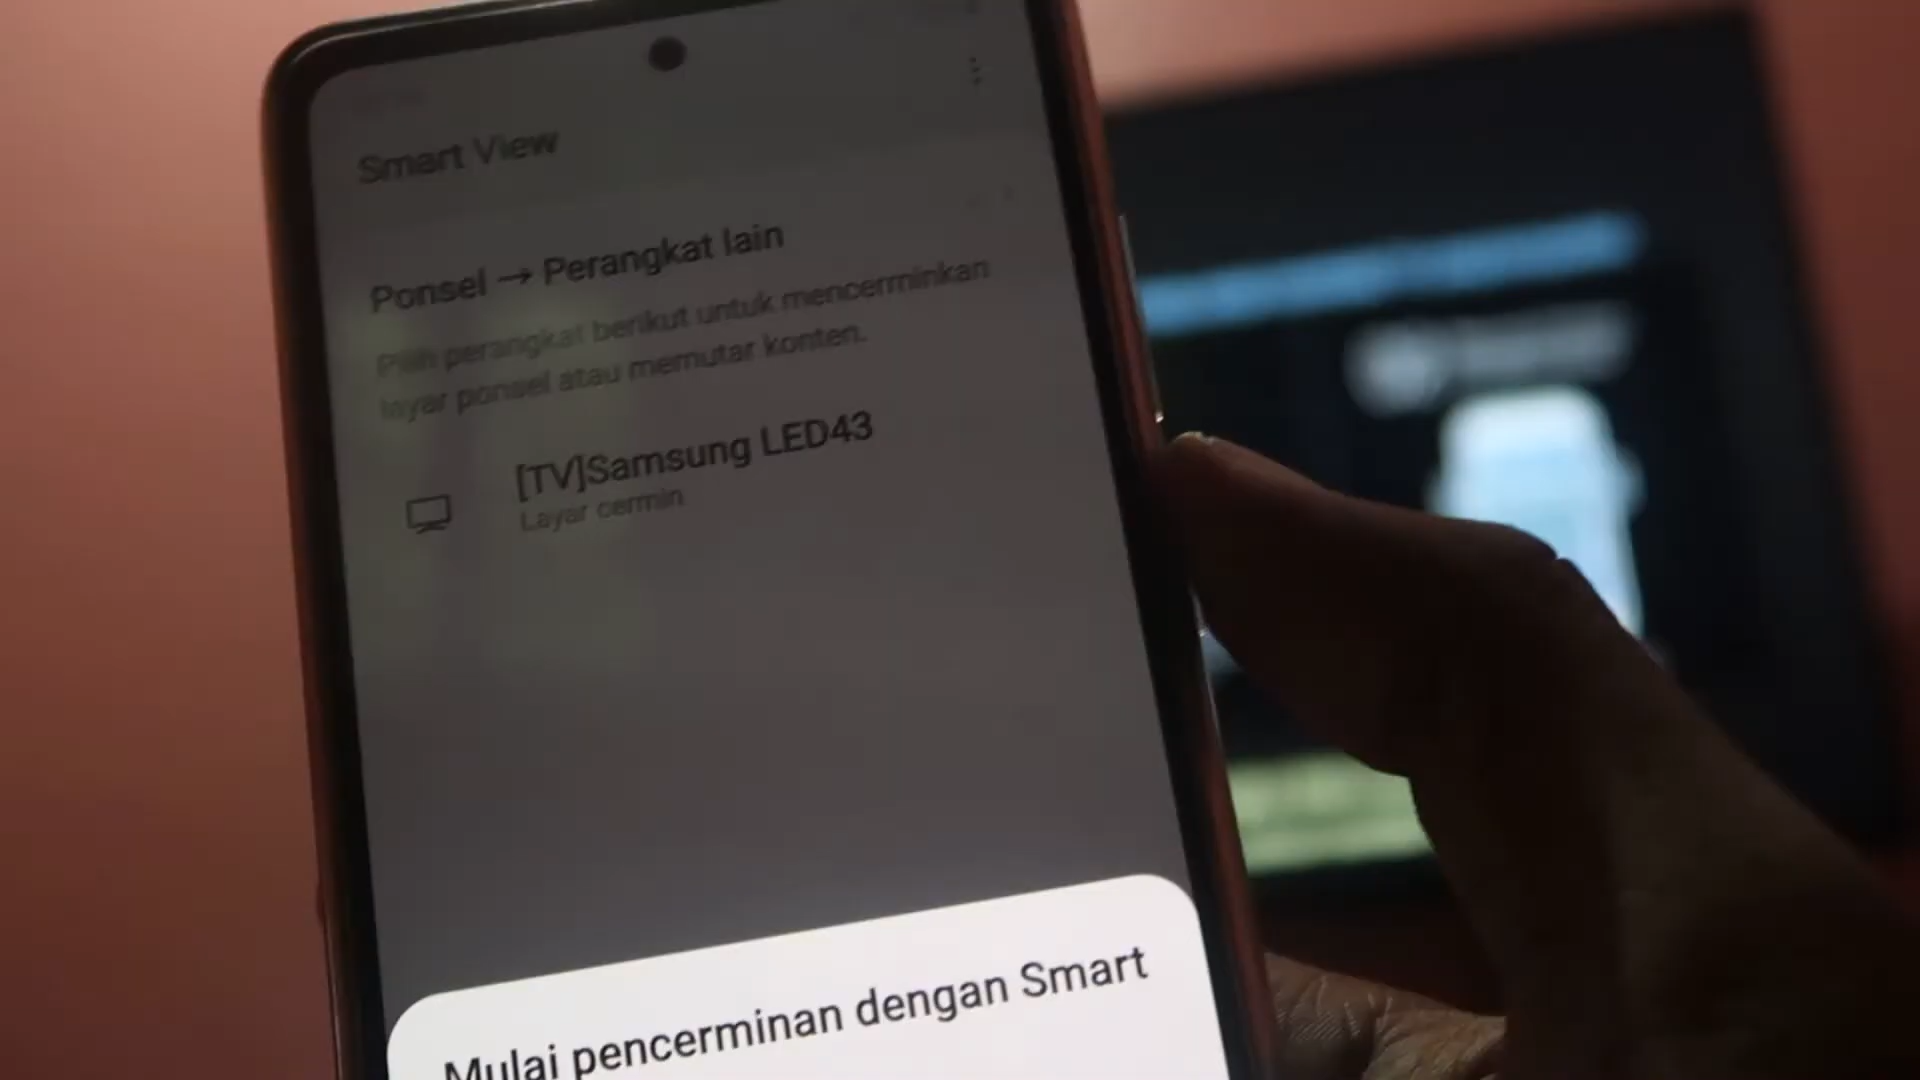 Smart View
Ponsel → Perangkat lain
Pilih perangkat berikut untuk mencerminkan
layar ponsel atau memutar konten.
[TV]Samsung LED43
Layar cermin
Mulai pencerminan dengan Smart